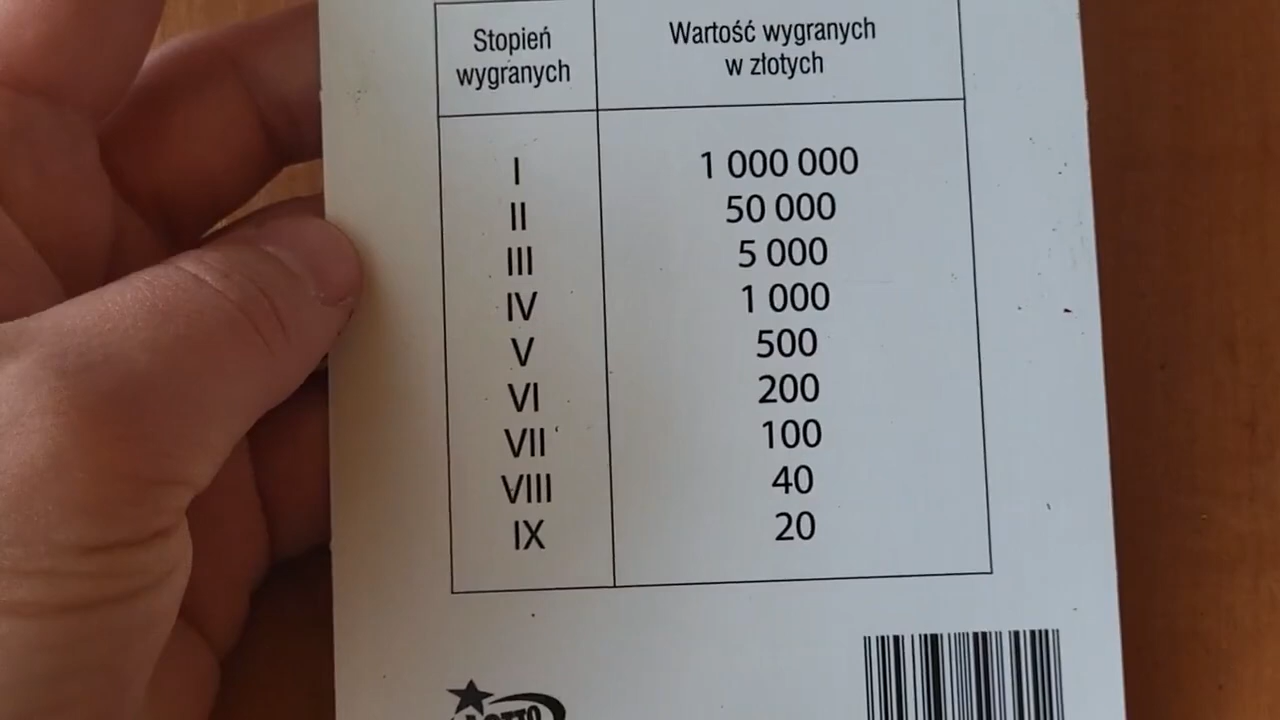 Stopień
wygranych
Wartość wygranych
w złotych
I 1 000 000
II 50 000
III 5 000
IV 1 000
V 500
VI 200
VII 100
VIII 40
IX 20
LOTTO